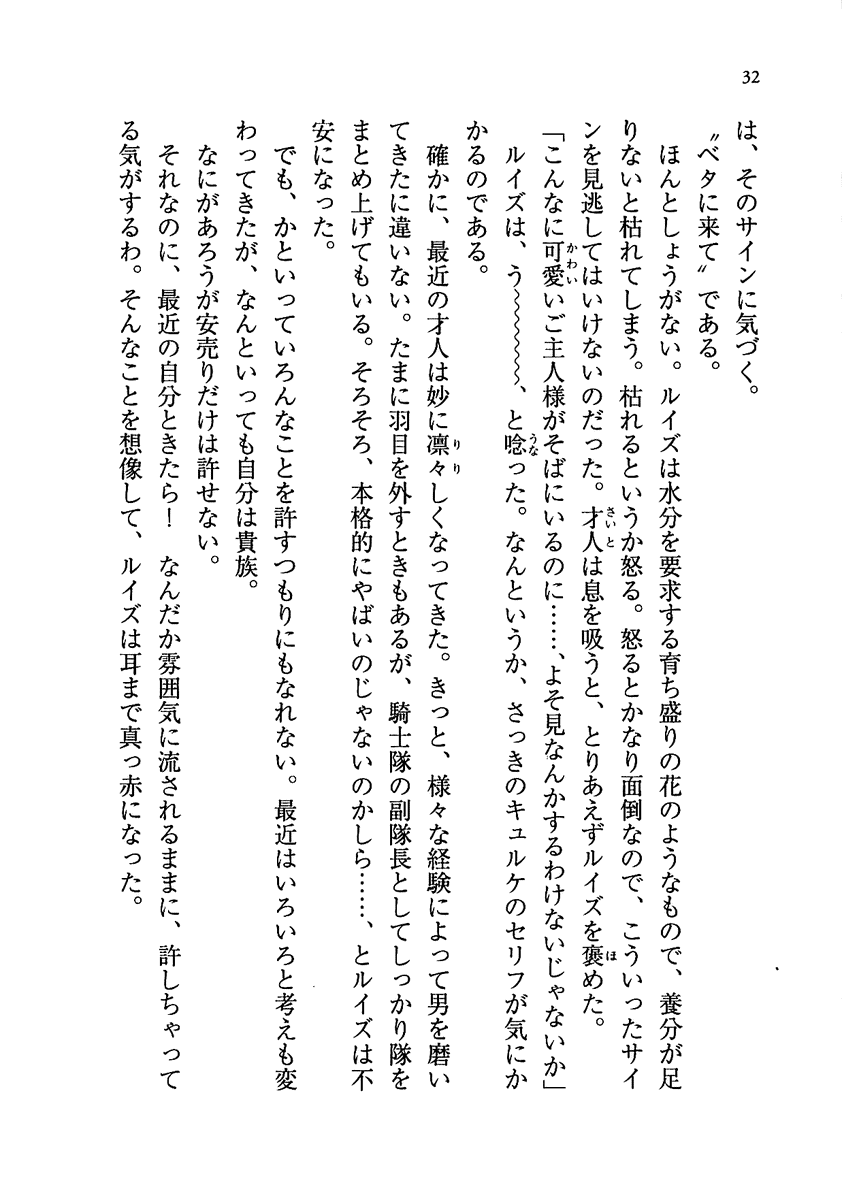 32
は、そのサインに気づく。
〝ベタに来て〟である。
ほんとしょうがない。ルイズは水分を要求する育ち盛りの花のようなもので、養分が足
りないと枯れてしまう。枯れるというか怒る。怒るとかなり面倒なので、こういったサイ
ンを見逃してはいけないのだった。才人は息を吸うと、とりあえずルイズを褒めた。
「こんなに可愛いご主人様がそばにいるのに……、よそ見なんかするわけないじゃないか」
ルイズは、う〜〜〜〜〜、と唸った。なんというか、さっきのキュルケのセリフが気にか
かるのである。
確かに、最近の才人は妙に凛々しくなってきた。きっと、様々な経験によって男を磨い
てきたに違いない。たまに羽目を外すときもあるが、騎士隊の副隊長としてしっかり隊を
まとめ上げてもいる。そろそろ、本格的にやばいのじゃないのかしら……、とルイズは不
安になった。
でも、かといっていろんなことを許すつもりにもなれない。最近はいろいろと考えも変
わってきたが、なんといっても自分は貴族。
なにがあろうが安売りだけは許せない。
それなのに、最近の自分ときたら！　なんだか雰囲気に流されるままに、許しちゃって
る気がするわ。そんなことを想像して、ルイズは耳まで真っ赤になった。